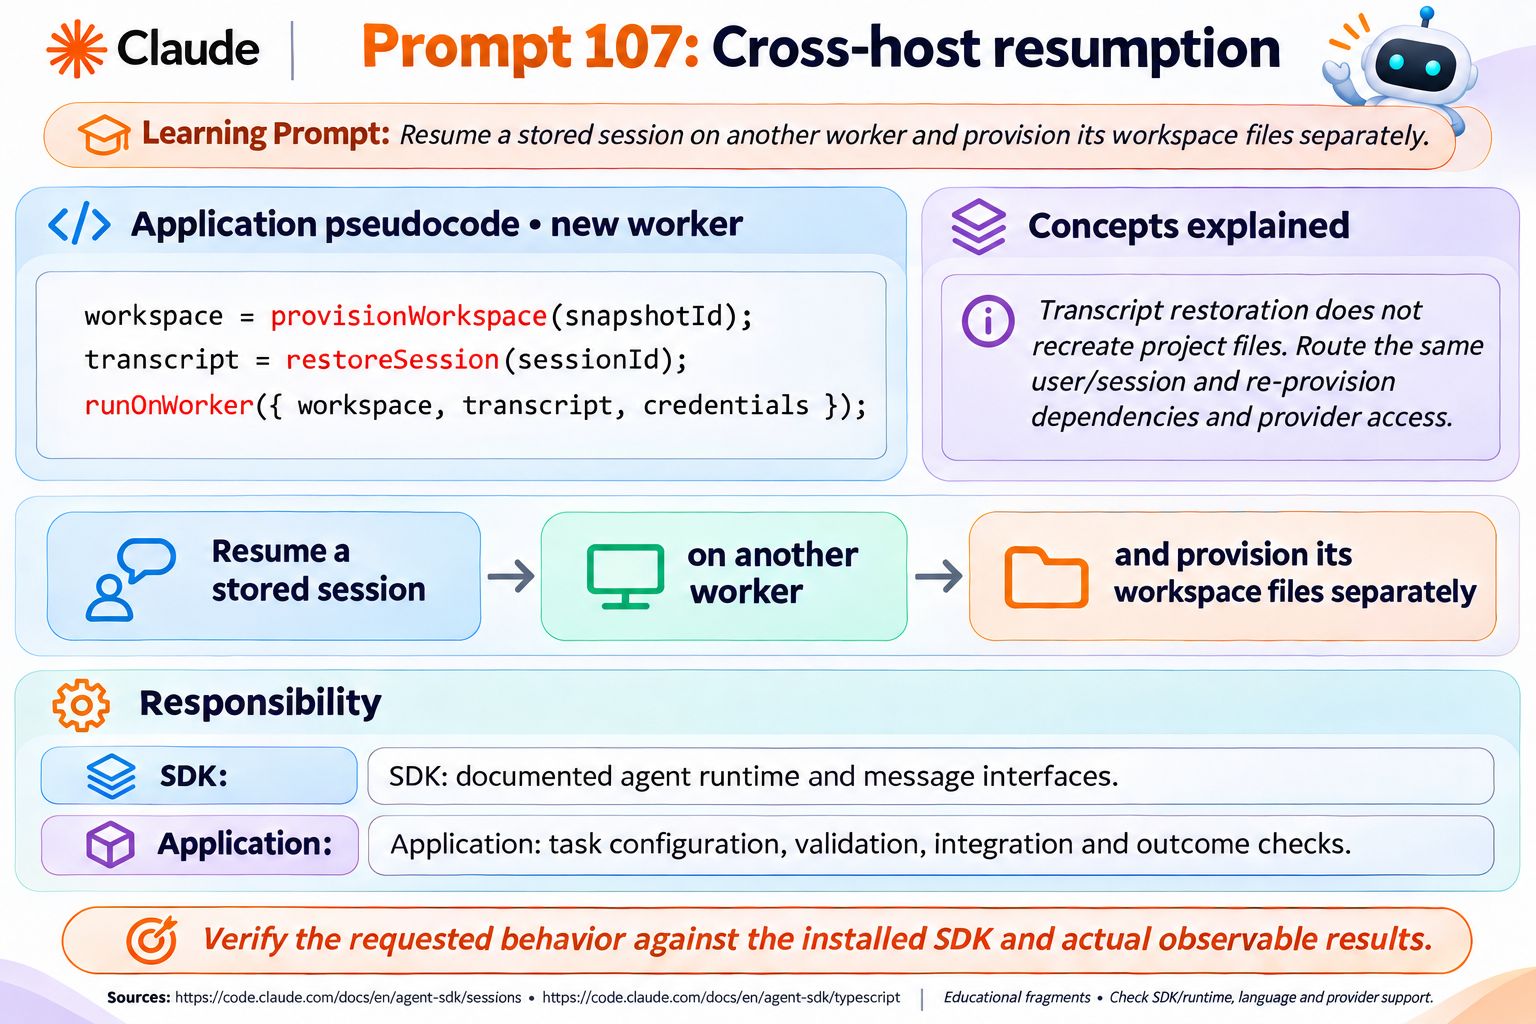 Claude
Prompt 107: Cross-host resumption
Learning Prompt: Resume a stored session on another worker and provision its workspace files separately.
</> Application pseudocode • new worker
workspace = provisionWorkspace(snapshotId);
transcript = restoreSession(sessionId);
runOnWorker({ workspace, transcript, credentials });
Concepts explained
Transcript restoration does not
recreate project files. Route the same
user/session and re-provision
dependencies and provider access.
Resume a
stored session
on another
worker
and provision its
workspace files separately
Responsibility
SDK:
SDK: documented agent runtime and message interfaces.
Application:
Application: task configuration, validation, integration and outcome checks.
Verify the requested behavior against the installed SDK and actual observable results.
Sources: https://code.claude.com/docs/en/agent-sdk/sessions • https://code.claude.com/docs/en/agent-sdk/typescript
Educational fragments • Check SDK/runtime, language and provider support.